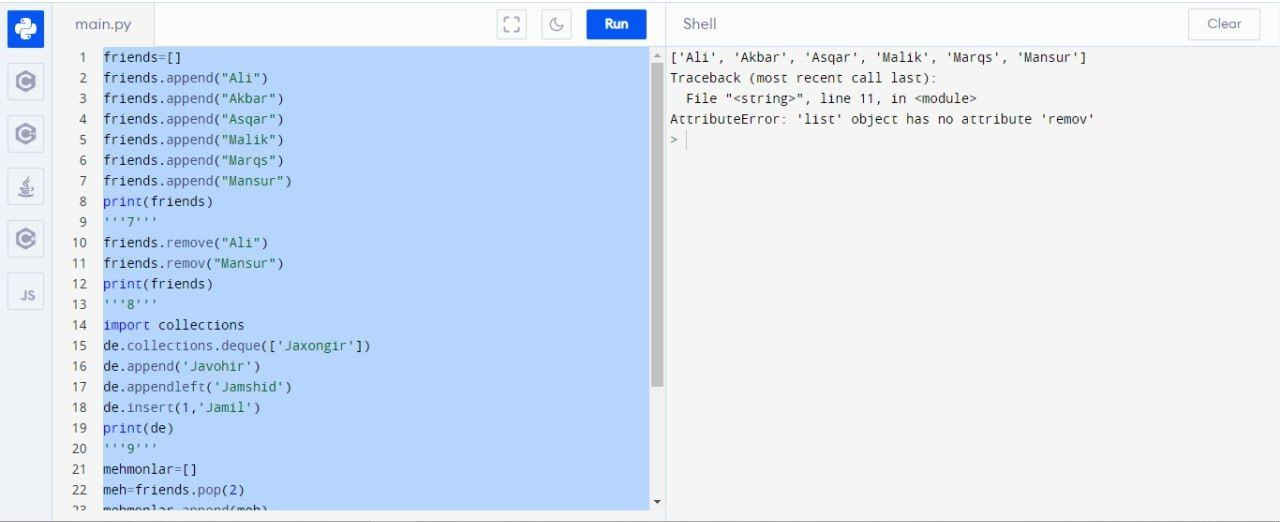 main.py
Run
Shell
Clear
1 friends=[]
2 friends.append("Ali")
3 friends.append("Akbar")
4 friends.append("Asqar")
5 friends.append("Malik")
6 friends.append("Marqs")
7 friends.append("Mansur")
8 print(friends)
9 '''7'''
10 friends.remove("Ali")
11 friends.remov("Mansur")
12 print(friends)
13 '''8'''
14 import collections
15 de.collections.deque(['Jaxongir'])
16 de.append('Javohir')
17 de.appendleft('Jamshid')
18 de.insert(1,'Jamil')
19 print(de)
20 '''9'''
21 mehmonlar=[]
22 meh=friends.pop(2)
23 mehmonlar.append(meh)
['Ali', 'Akbar', 'Asqar', 'Malik', 'Marqs', 'Mansur']
Traceback (most recent call last):
  File "<string>", line 11, in <module>
AttributeError: 'list' object has no attribute 'remov'
>
JS